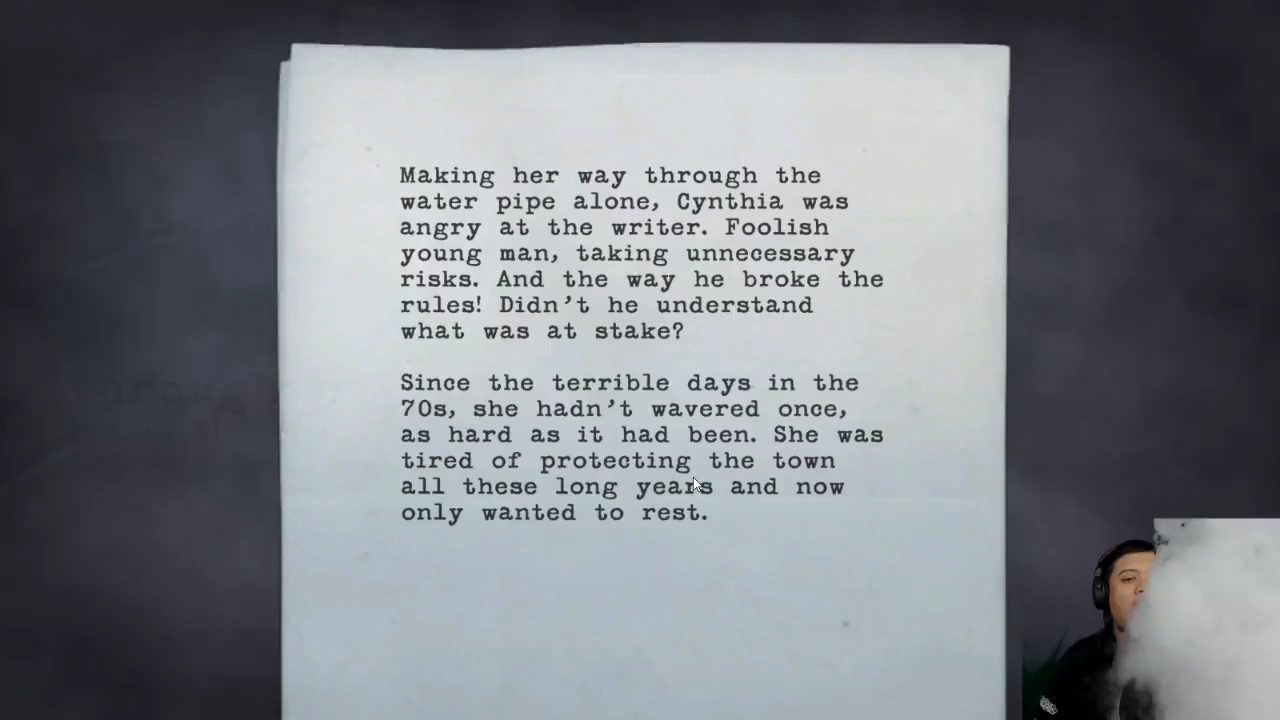 Making her way through the
water pipe alone, Cynthia was
angry at the writer. Foolish
young man, taking unnecessary
risks. And the way he broke the
rules! Didn't he understand
what was at stake?
Since the terrible days in the
70s, she hadn't wavered once,
as hard as it had been. She was
tired of protecting the town
all these long years and now
only wanted to rest.